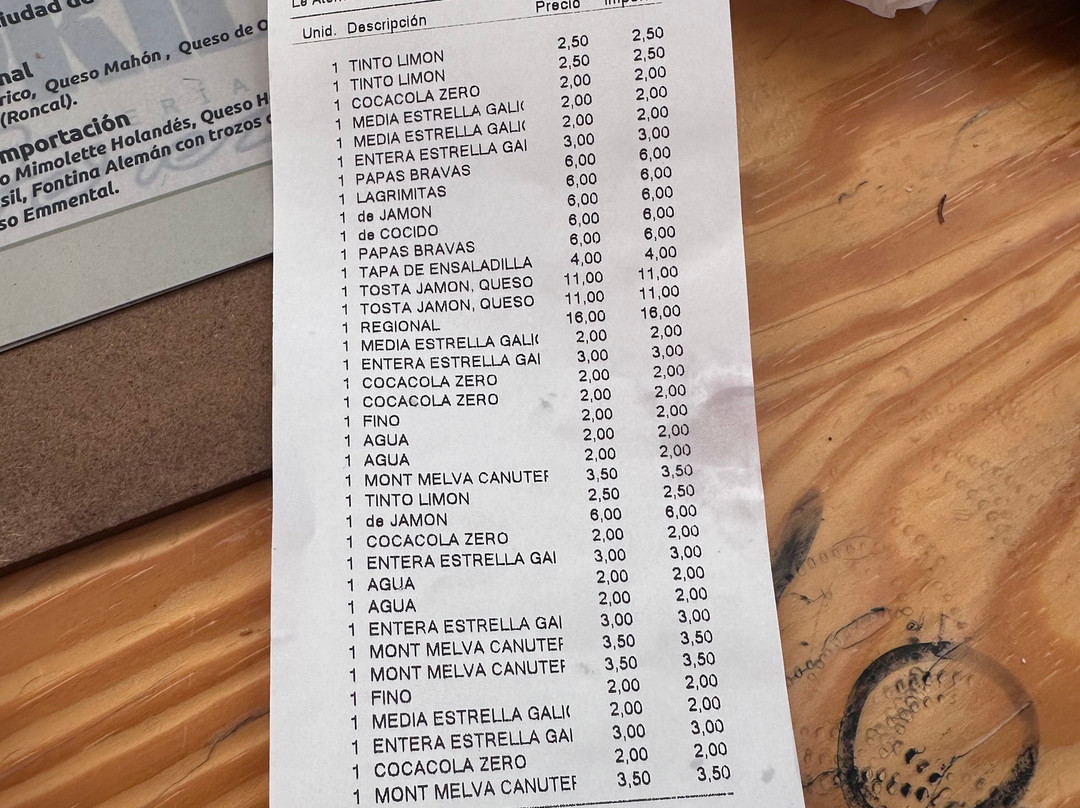 iudad de
nal
rico, Queso Mahón , Queso de O
(Roncal).
mportación
o Mimolette Holandés, Queso H
sil, Fontina Alemán con trozos
so Emmental.
Unid. Descripción Precio
1 TINTO LIMON 2,50 2,50
1 TINTO LIMON 2,50 2,50
1 COCACOLA ZERO 2,00 2,00
1 MEDIA ESTRELLA GALI 2,00 2,00
1 MEDIA ESTRELLA GALI 2,00 2,00
1 ENTERA ESTRELLA GAI 3,00 3,00
1 PAPAS BRAVAS 6,00 6,00
1 LAGRIMITAS 6,00 6,00
1 de JAMON 6,00 6,00
1 de COCIDO 6,00 6,00
1 PAPAS BRAVAS 6,00 6,00
1 TAPA DE ENSALADILLA 4,00 4,00
1 TOSTA JAMON, QUESO 11,00 11,00
1 TOSTA JAMON, QUESO 11,00 11,00
1 REGIONAL 16,00 16,00
1 MEDIA ESTRELLA GALI 2,00 2,00
1 ENTERA ESTRELLA GAI 3,00 3,00
1 COCACOLA ZERO 2,00 2,00
1 COCACOLA ZERO 2,00 2,00
1 FINO 2,00 2,00
1 AGUA 2,00 2,00
1 AGUA 2,00 2,00
1 MONT MELVA CANUTEF 3,50 3,50
1 TINTO LIMON 2,50 2,50
1 de JAMON 6,00 6,00
1 COCACOLA ZERO 2,00 2,00
1 ENTERA ESTRELLA GAI 3,00 3,00
1 AGUA 2,00 2,00
1 AGUA 2,00 2,00
1 ENTERA ESTRELLA GAI 3,00 3,00
1 MONT MELVA CANUTEF 3,50 3,50
1 MONT MELVA CANUTEF 3,50 3,50
1 FINO 2,00 2,00
1 MEDIA ESTRELLA GALI 2,00 2,00
1 ENTERA ESTRELLA GAI 3,00 3,00
1 COCACOLA ZERO 2,00 2,00
1 MONT MELVA CANUTEF 3,50 3,50